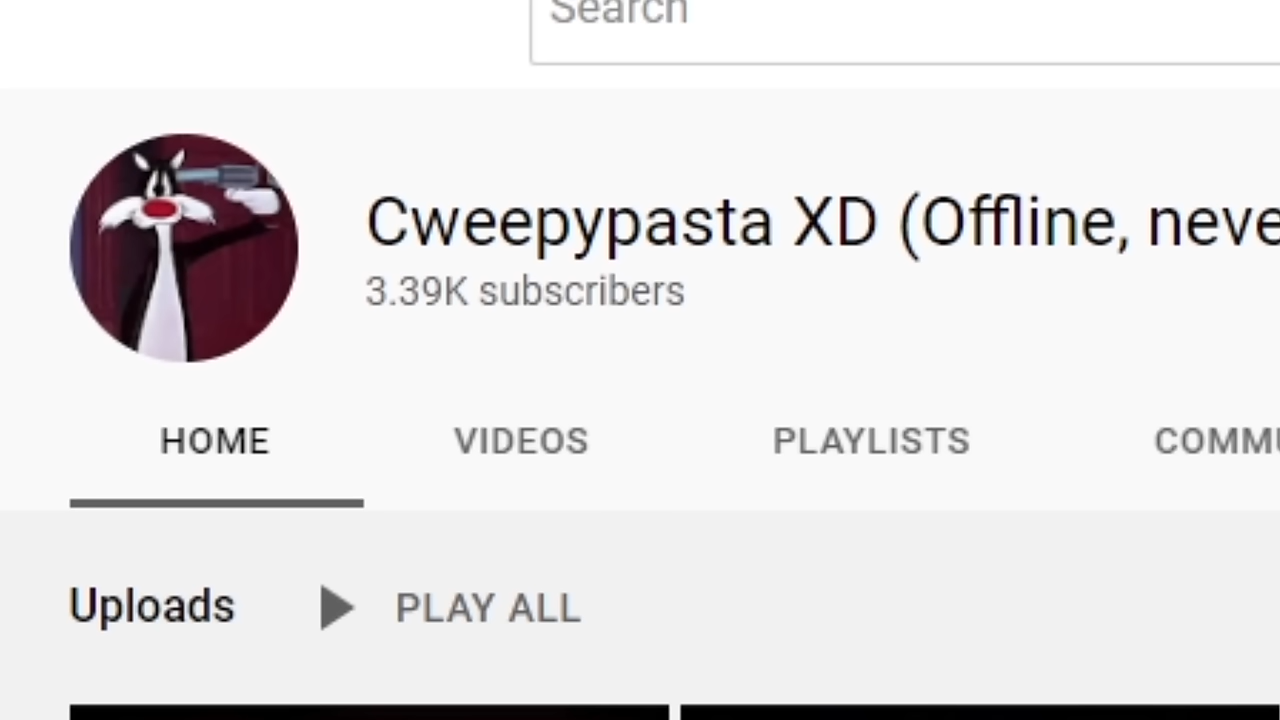 Search
Cweepypasta XD (Offline, neve
3.39K subscribers
HOME VIDEOS PLAYLISTS COMMU
Uploads PLAY ALL